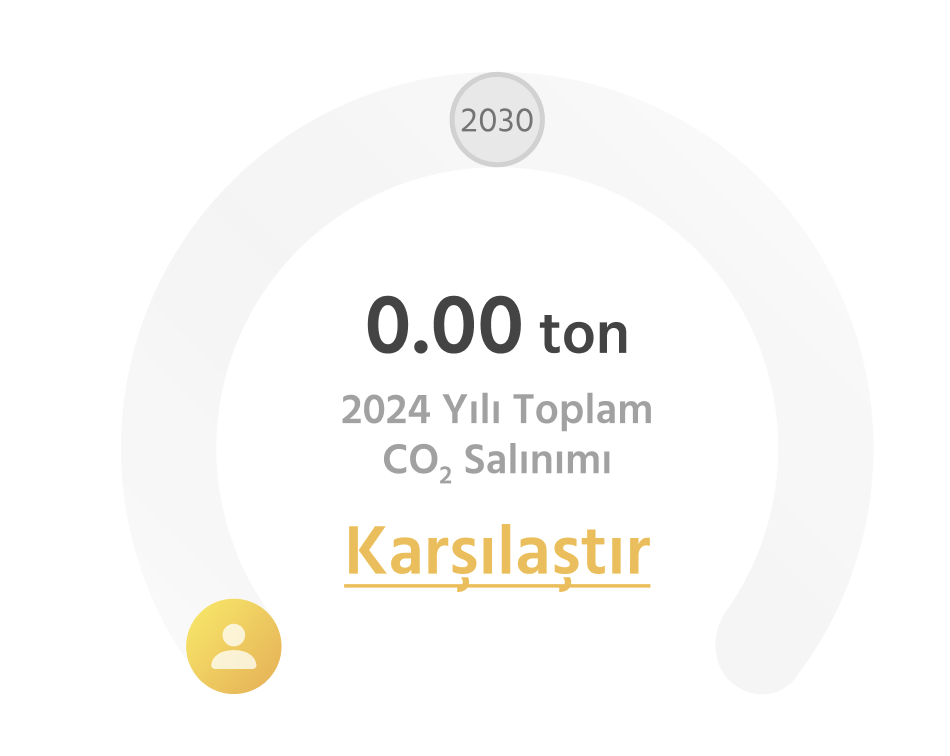 2030
0.00 ton
2024 Yılı Toplam
CO₂ Salınımı
Karşılaştır